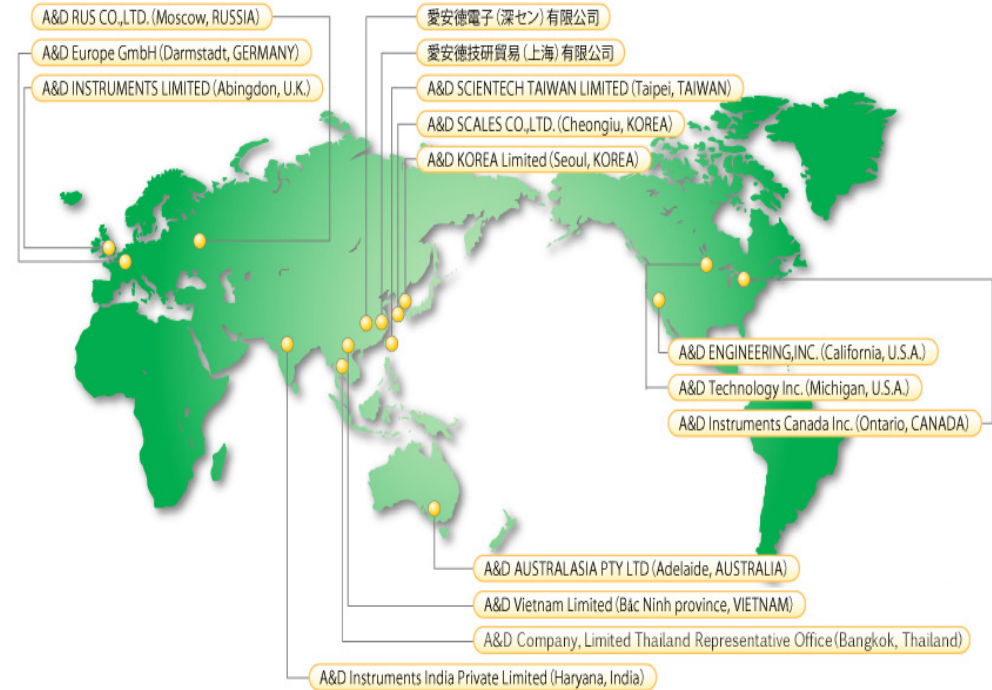 A&D RUS CO.,LTD. (Moscow, RUSSIA)
A&D Europe GmbH (Darmstadt, GERMANY)
A&D INSTRUMENTS LIMITED (Abingdon, U.K.)
愛安徳電子（深セン）有限公司
愛安徳技研貿易（上海）有限公司
A&D SCIENTECH TAIWAN LIMITED (Taipei, TAIWAN)
A&D SCALES CO.,LTD. (Cheongiu, KOREA)
A&D KOREA Limited (Seoul, KOREA)
A&D ENGINEERING,INC. (California, U.S.A.)
A&D Technology Inc. (Michigan, U.S.A.)
A&D Instruments Canada Inc. (Ontario, CANADA)
A&D AUSTRALASIA PTY LTD (Adelaide, AUSTRALIA)
A&D Vietnam Limited (Bắc Ninh province, VIETNAM)
A&D Company, Limited Thailand Representative Office (Bangkok, Thailand)
A&D Instruments India Private Limited (Haryana, India)